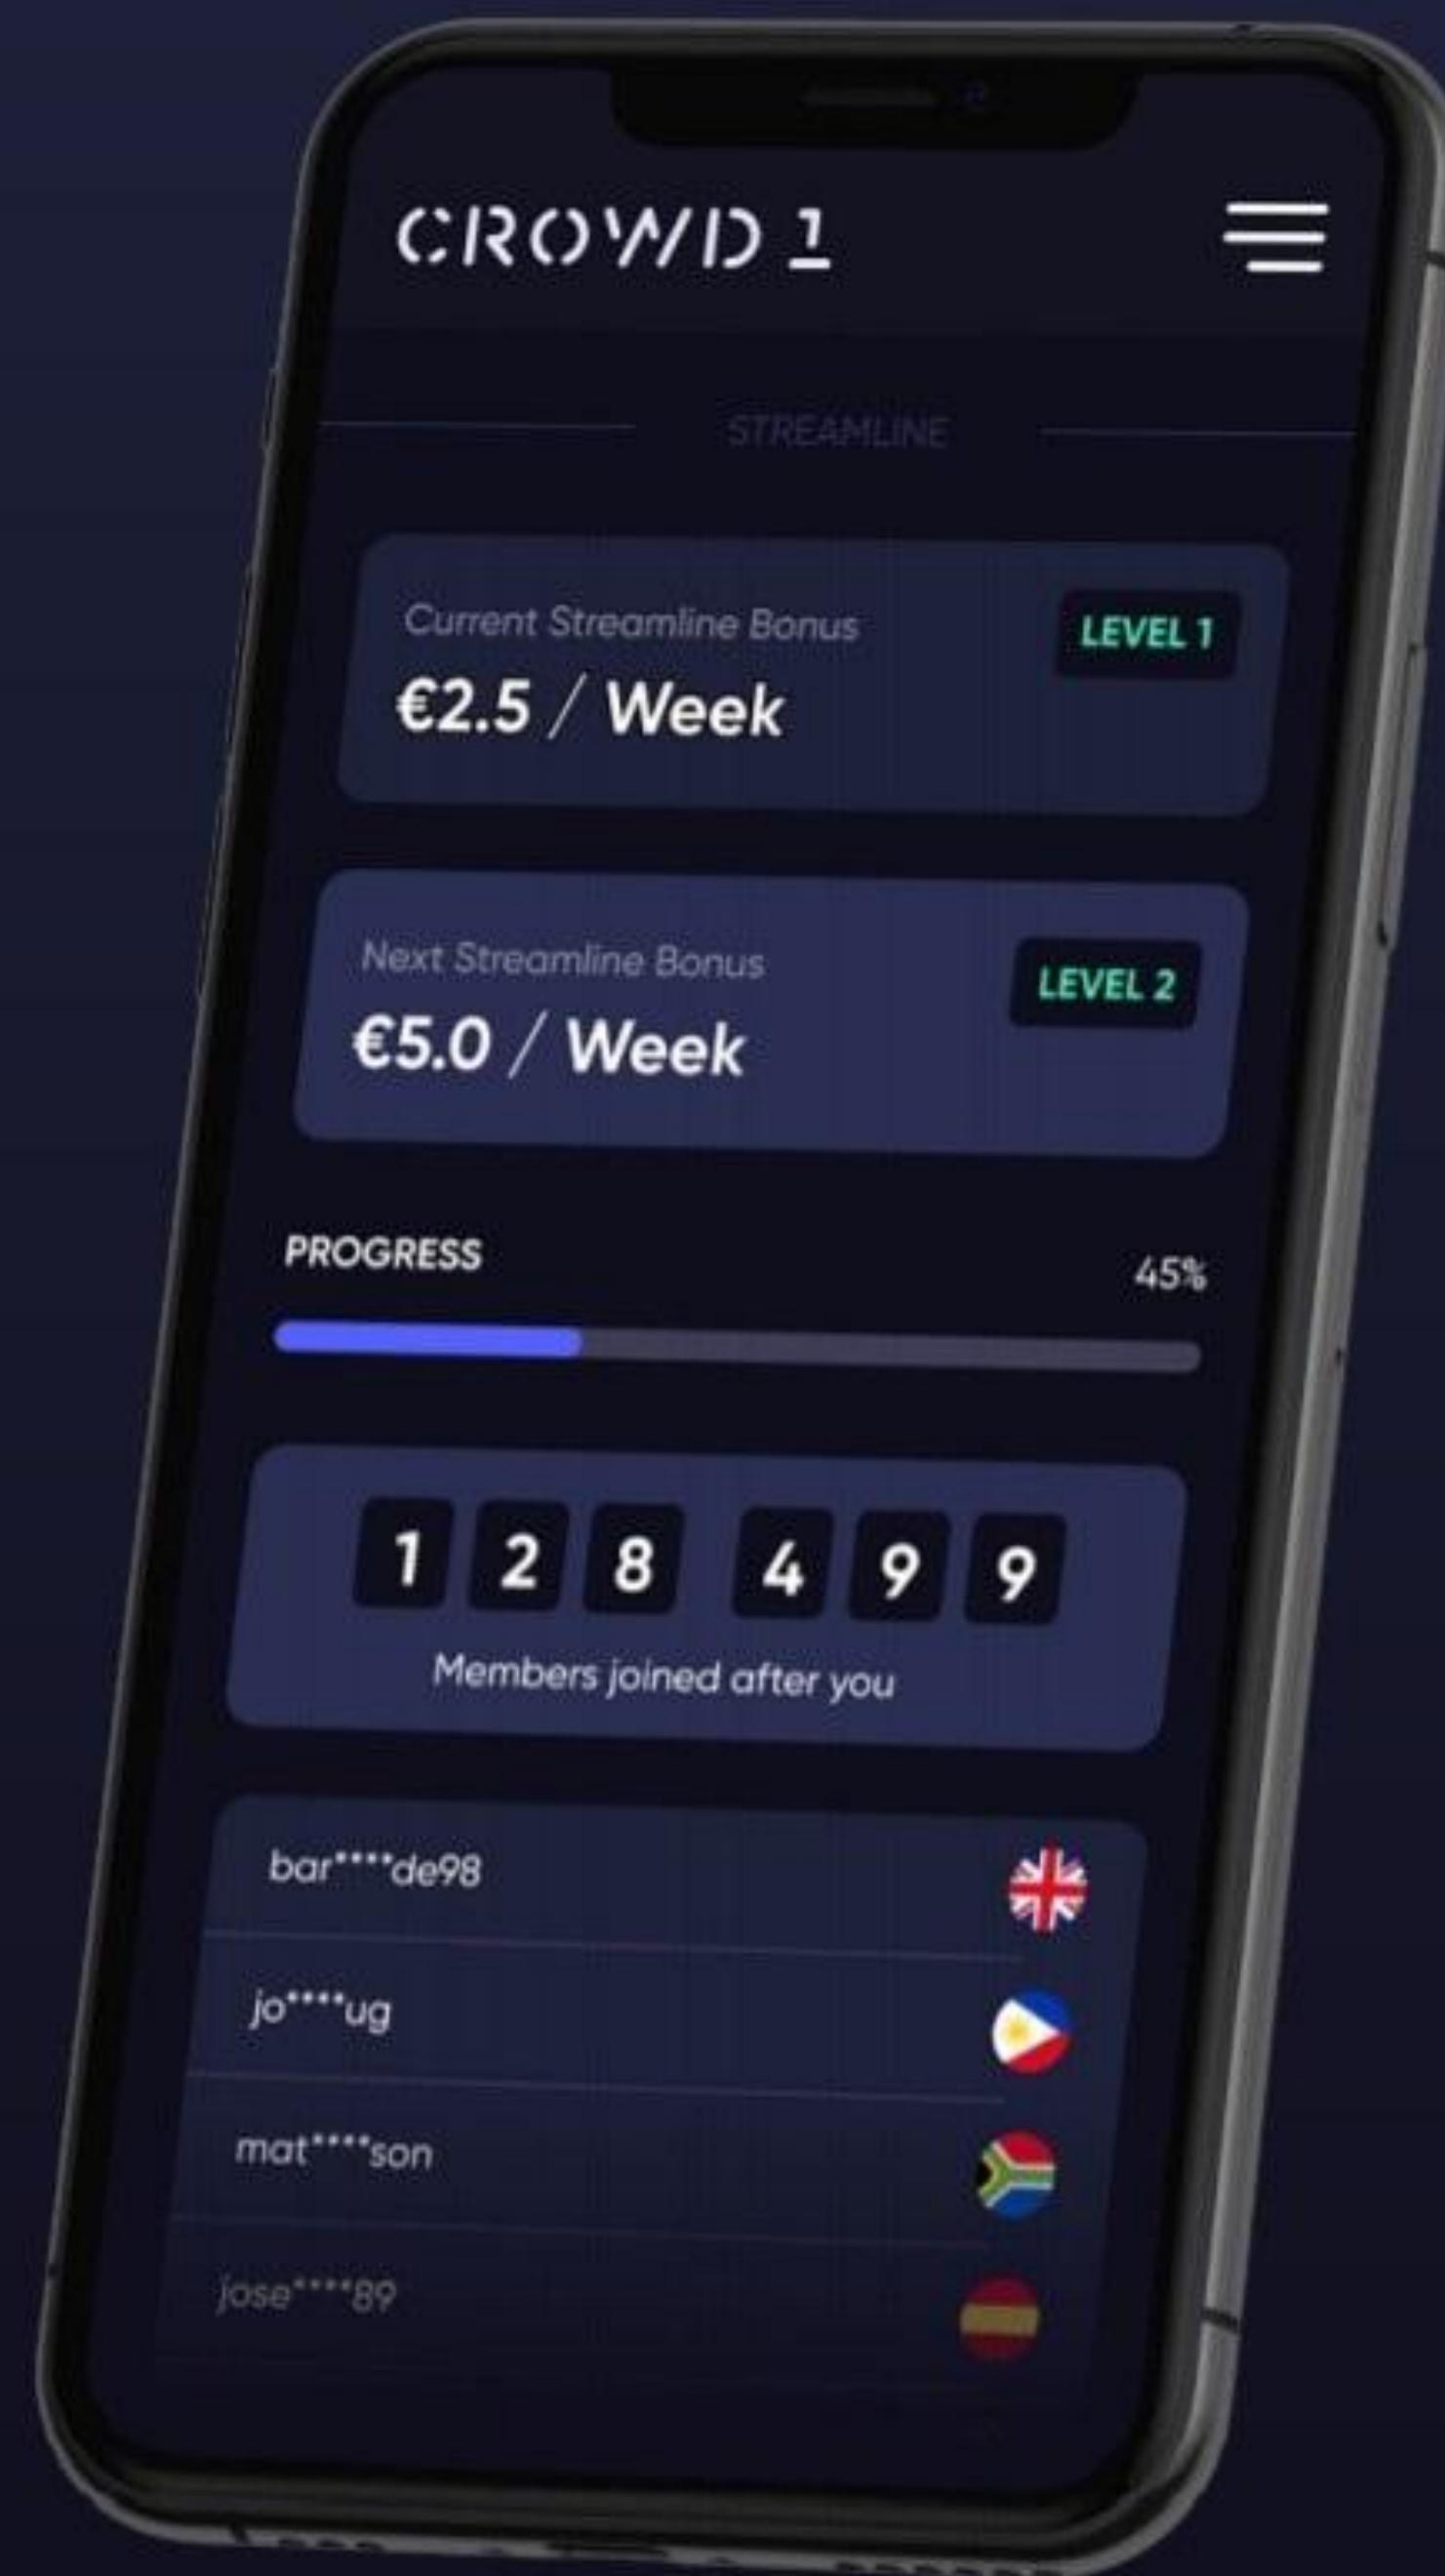 CROWD 1
STREAMLINE
Current Streamline Bonus
LEVEL 1
€2.5 / Week
Next Streamline Bonus
LEVEL 2
€5.0 / Week
PROGRESS
45%
1 2 8 4 9 9
Members joined after you
bar****de98
jo****ug
mat****son
jose****89